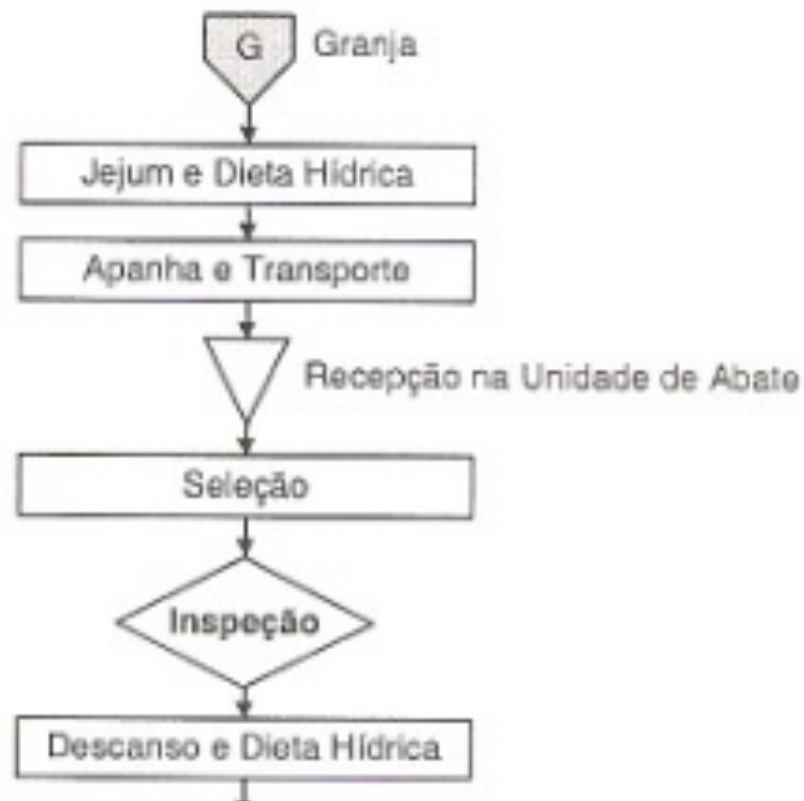 G Granja
Jejum e Dieta Hídrica
Apanha e Transporte
Recepção na Unidade de Abate
Seleção
Inspeção
Descanso e Dieta Hídrica